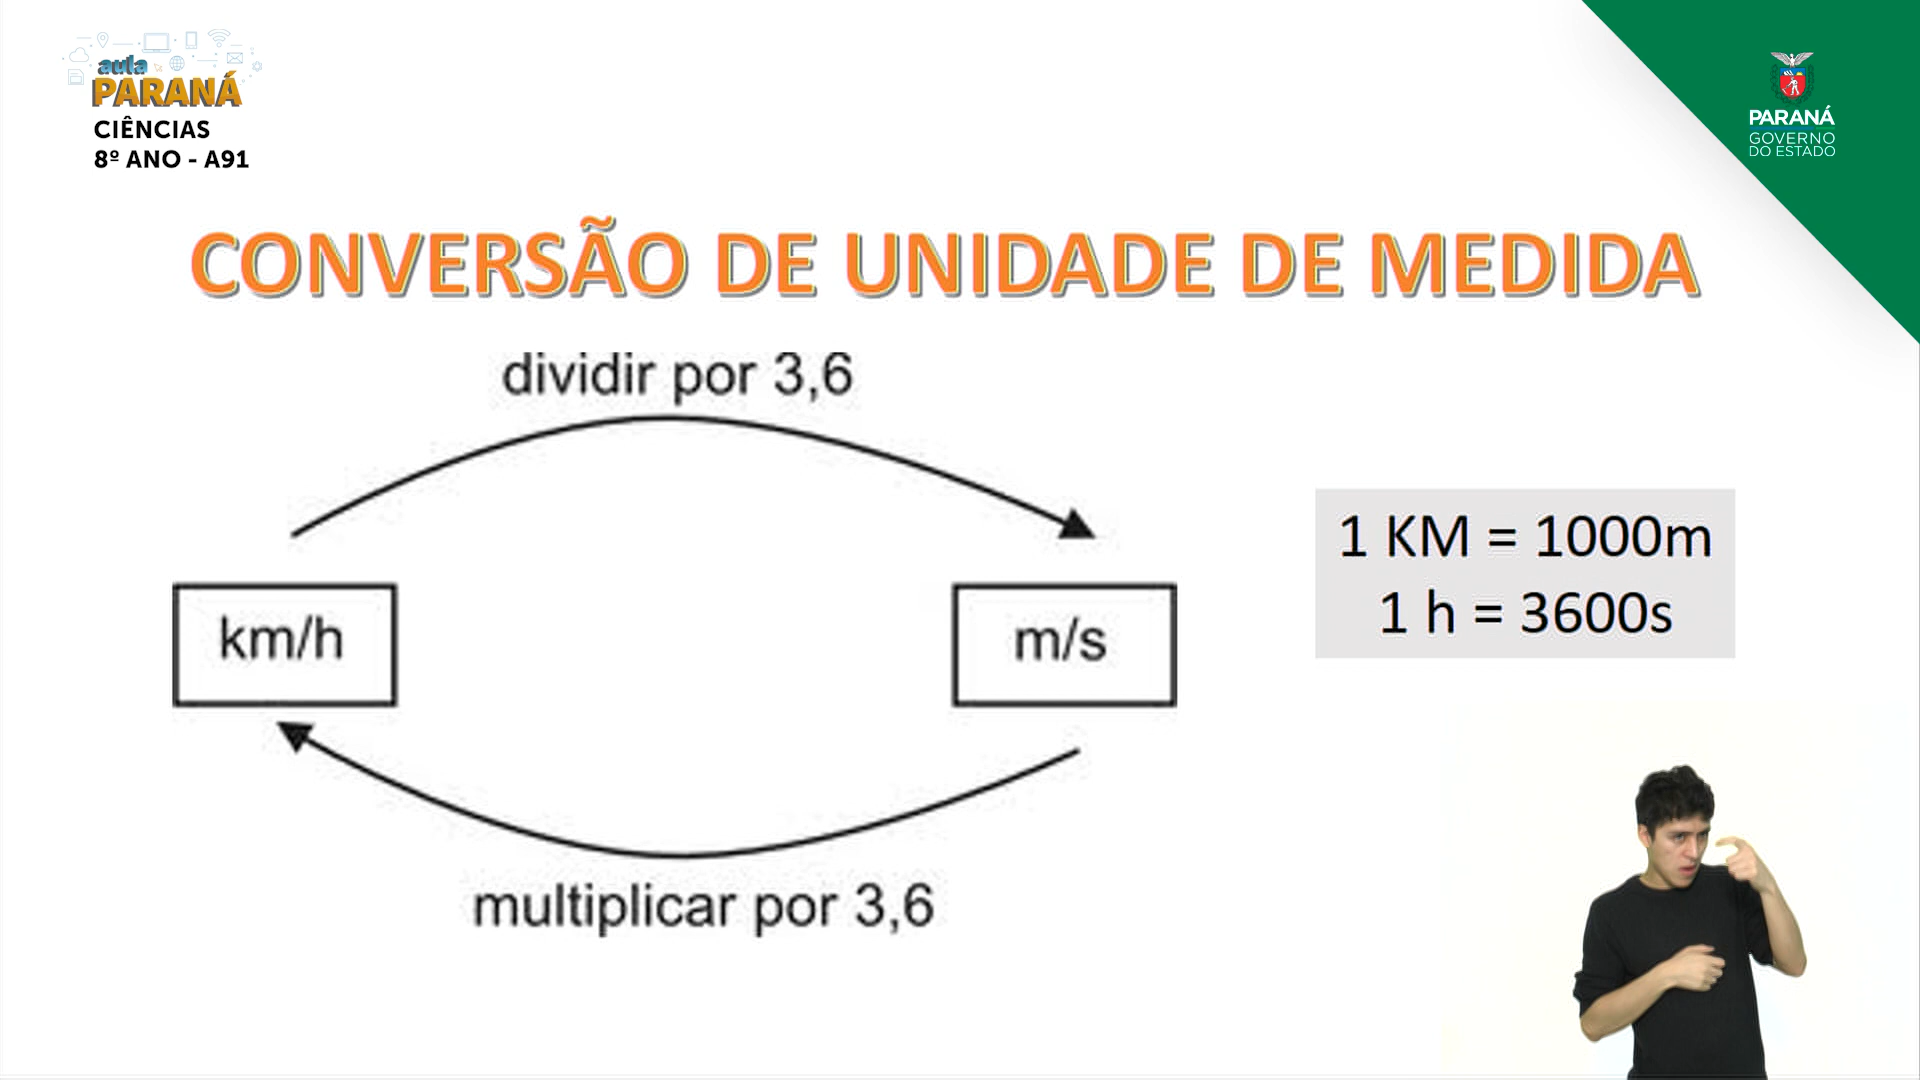 aula
PARANÁ
CIÊNCIAS
8º ANO - A91
PARANÁ
GOVERNO
DO ESTADO
CONVERSÃO DE UNIDADE DE MEDIDA
dividir por 3,6
km/h
m/s
1 KM = 1000m
1 h = 3600s
multiplicar por 3,6